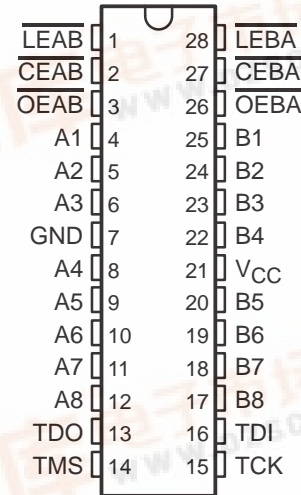 LEAB 1 28 LEBA
CEAB 2 27 CEBA
OEAB 3 26 OEBA
A1 4 25 B1
A2 5 24 B2
A3 6 23 B3
GND 7 22 B4
A4 8 21 VCC
A5 9 20 B5
A6 10 19 B6
A7 11 18 B7
A8 12 17 B8
TDO 13 16 TDI
TMS 14 15 TCK